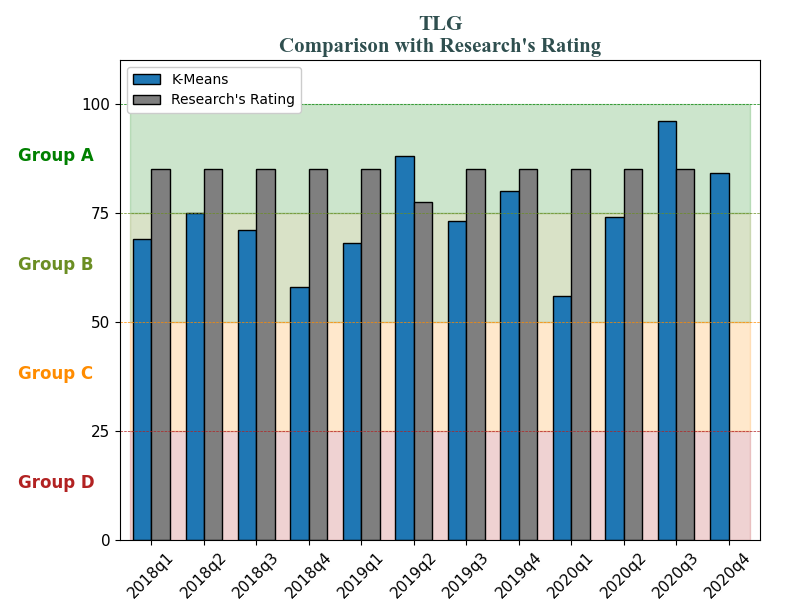 TLG
Comparison with Research's Rating
K-Means
Research's Rating
100
Group A
75
Group B
50
Group C
25
Group D
0
2018q1 2018q2 2018q3 2018q4 2019q1 2019q2 2019q3 2019q4 2020q1 2020q2 2020q3 2020q4